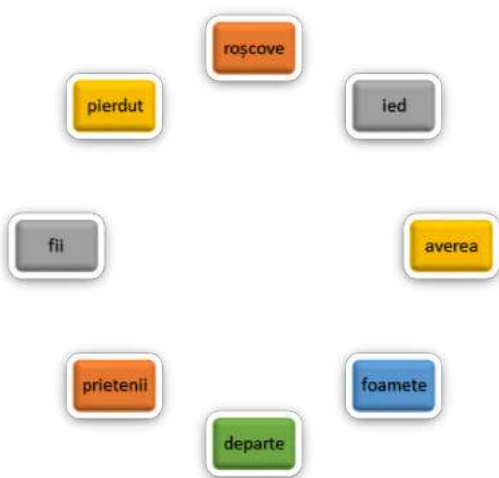 roșcove
ied
averea
foamete
departe
prietenii
fii
pierdut